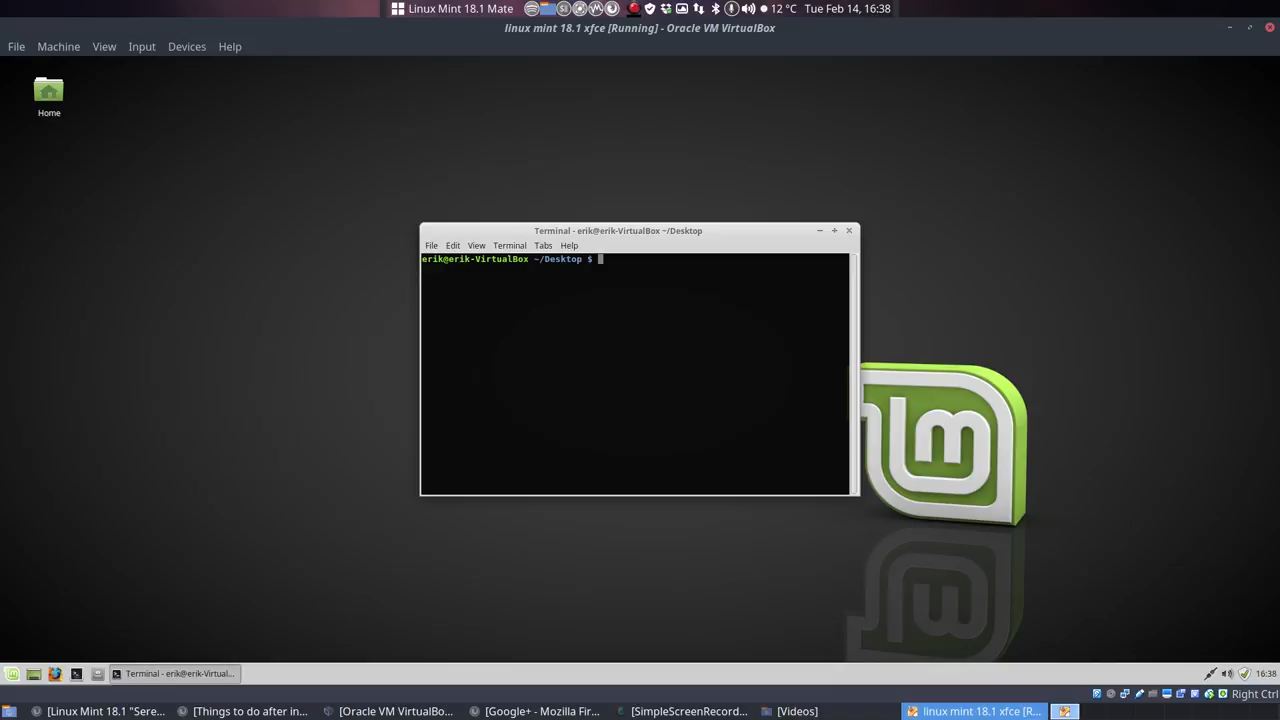 Linux Mint 18.1 Mate
12 °C
Tue Feb 14, 16:38
linux mint 18.1 xfce [Running] - Oracle VM VirtualBox
File Machine View Input Devices Help
Home
Terminal - erik@erik-VirtualBox ~/Desktop
File Edit View Terminal Tabs Help
erik@erik-VirtualBox ~/Desktop $
Terminal - erik@erik-Virtual...
16:38
Right Ctrl
[Linux Mint 18.1 "Sere...
[Things to do after in...
[Oracle VM VirtualBo...
[Google+ - Mozilla Fir...
[SimpleScreenRecord...
[Videos]
linux mint 18.1 xfce [R...